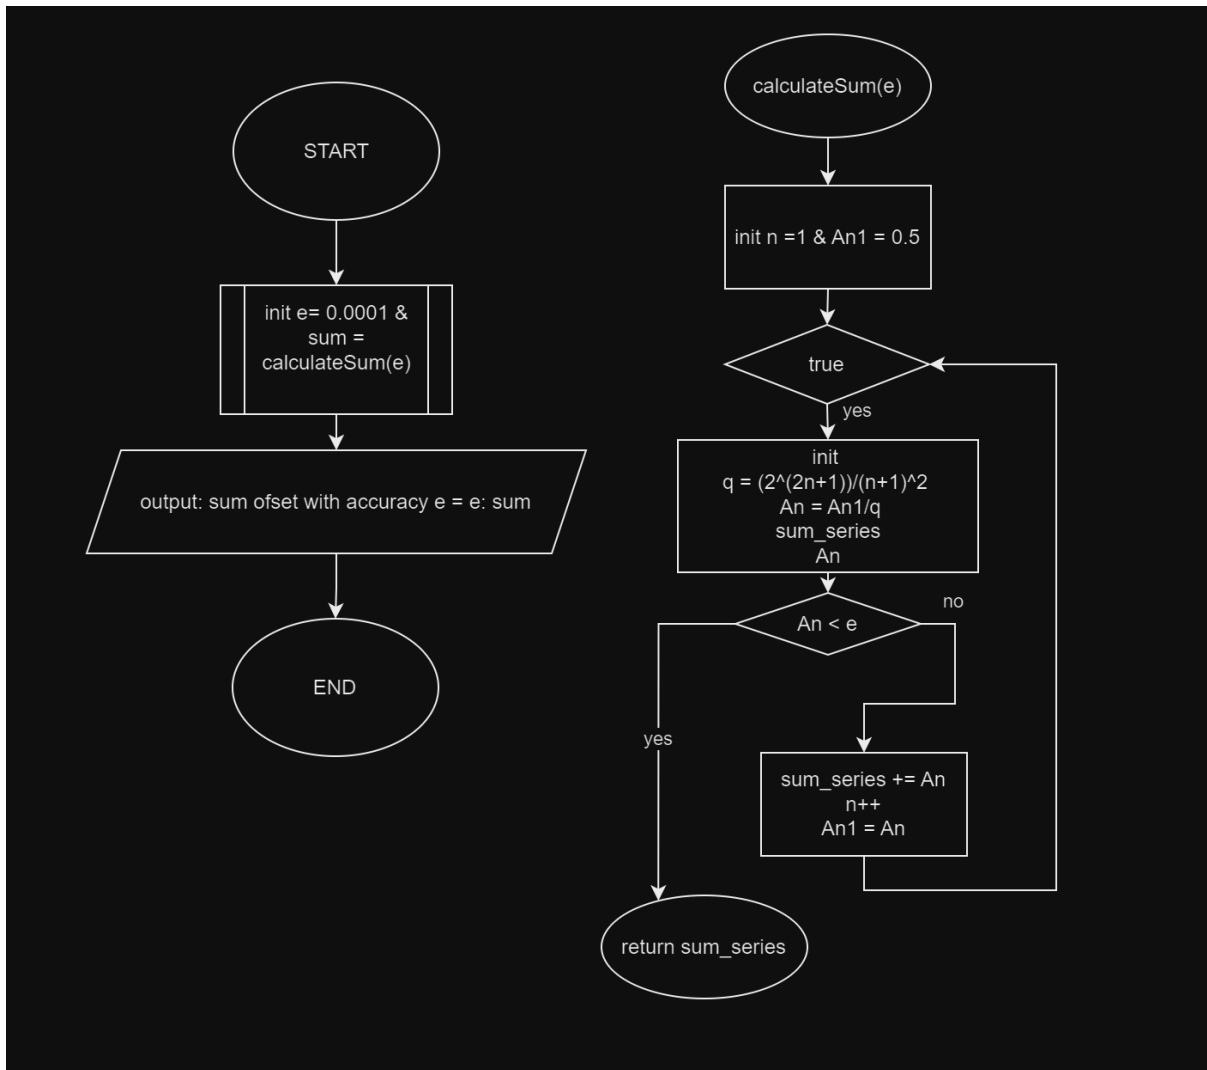 START
init e= 0.0001 &
sum =
calculateSum(e)
output: sum ofset with accuracy e = e: sum
END
calculateSum(e)
init n =1 & An1 = 0.5
true
yes
init
q = (2^(2n+1))/(n+1)^2
An = An1/q
sum_series
An
An < e
no
yes
sum_series += An
n++
An1 = An
return sum_series